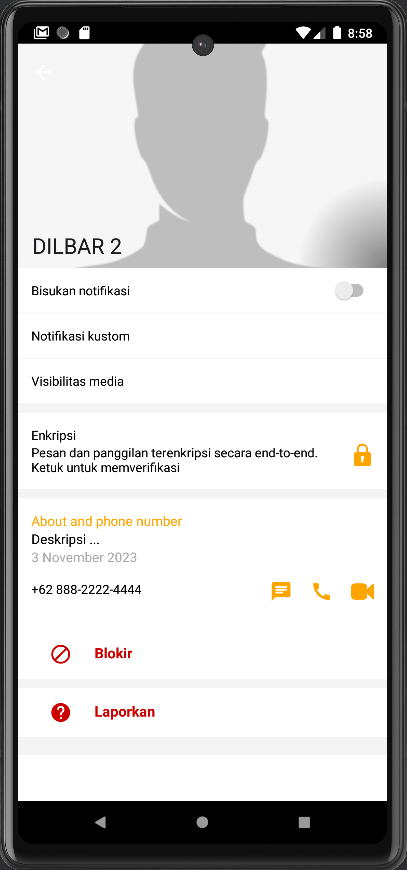 8:58
DILBAR 2
Bisukan notifikasi
Notifikasi kustom
Visibilitas media
Enkripsi
Pesan dan panggilan terenkripsi secara end-to-end.
Ketuk untuk memverifikasi
About and phone number
Deskripsi ...
3 November 2023
+62 888-2222-4444
Blokir
Laporkan